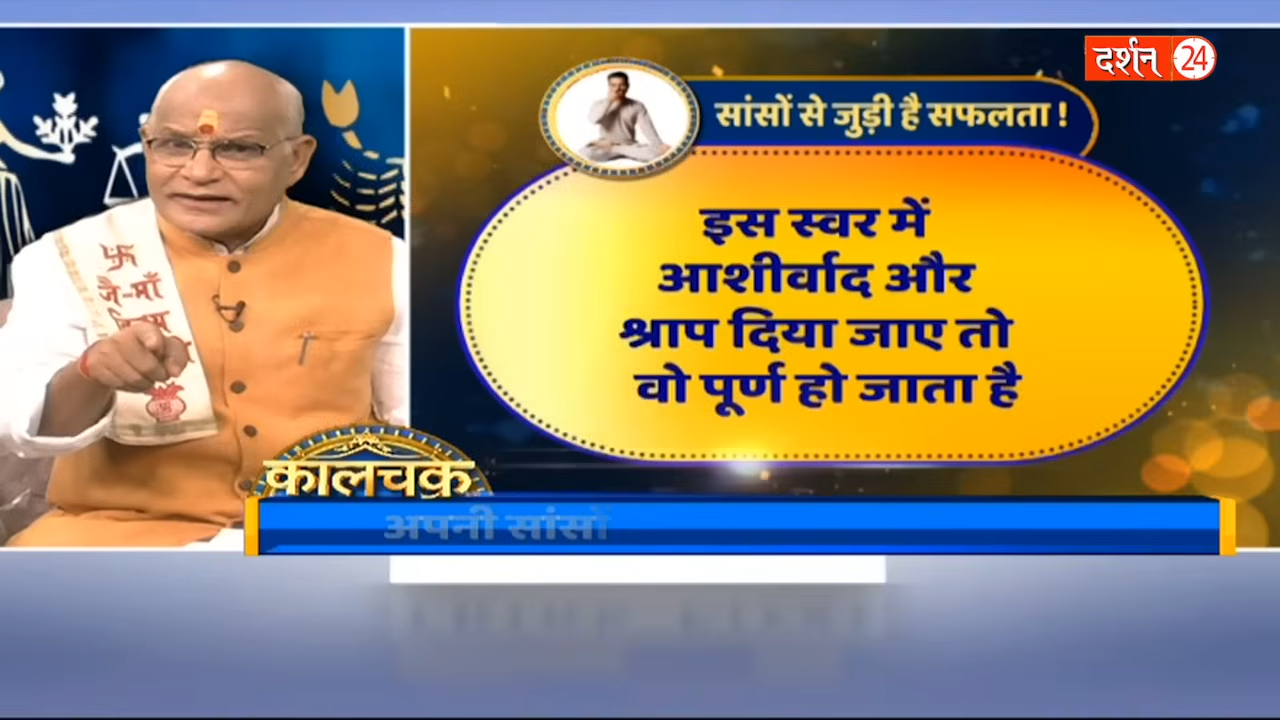 दर्शन 24
सांसों से जुड़ी है सफलता !
इस स्वर में
आशीर्वाद और
श्राप दिया जाए तो
वो पूर्ण हो जाता है
जै-माँ
कालचक्र
अपनी सांसों